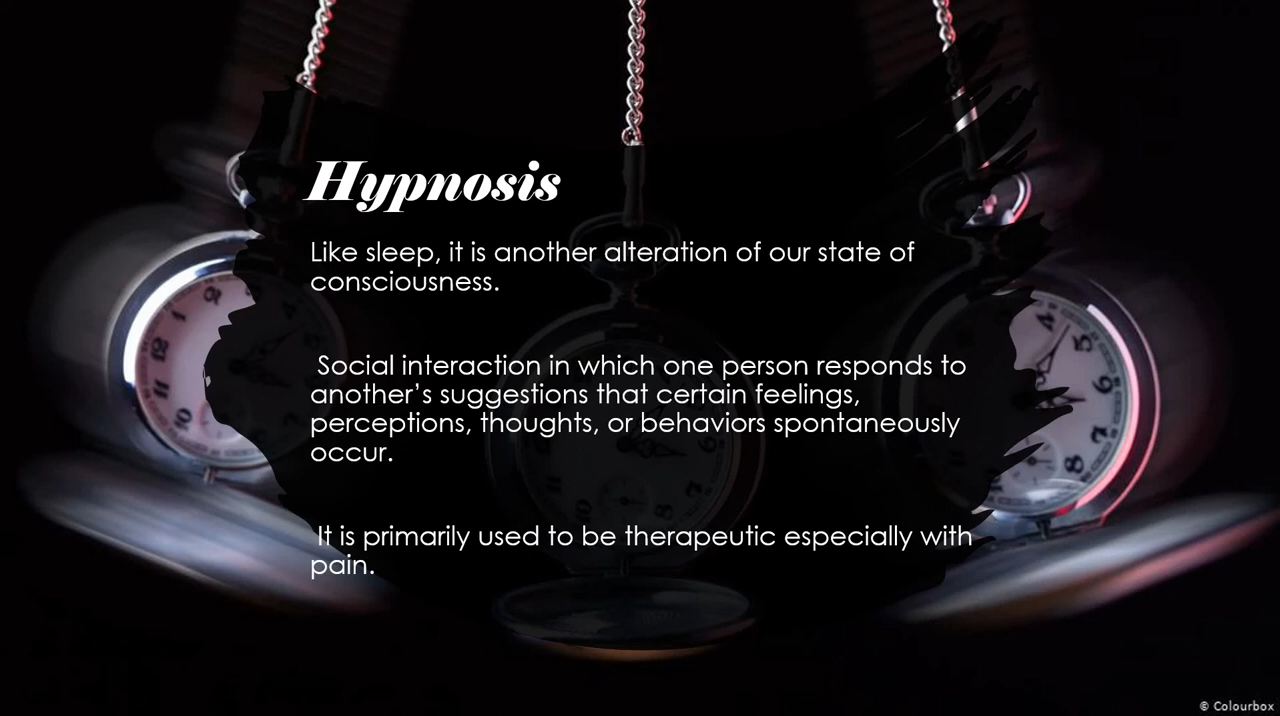 Hypnosis
Like sleep, it is another alteration of our state of
consciousness.
Social interaction in which one person responds to
another’s suggestions that certain feelings,
perceptions, thoughts, or behaviors spontaneously
occur.
It is primarily used to be therapeutic especially with
pain.
© Colourbox